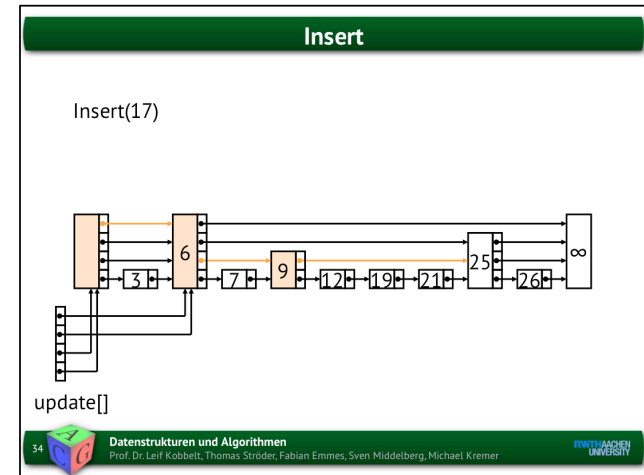 Insert
Insert(17)
6
∞
25
9
3
7
12
19
21
26
update[]
34
A
C
G
Datenstrukturen und Algorithmen
Prof. Dr. Leif Kobbelt, Thomas Ströder, Fabian Emmes, Sven Middelberg, Michael Kremer
RWTHAACHEN
UNIVERSITY